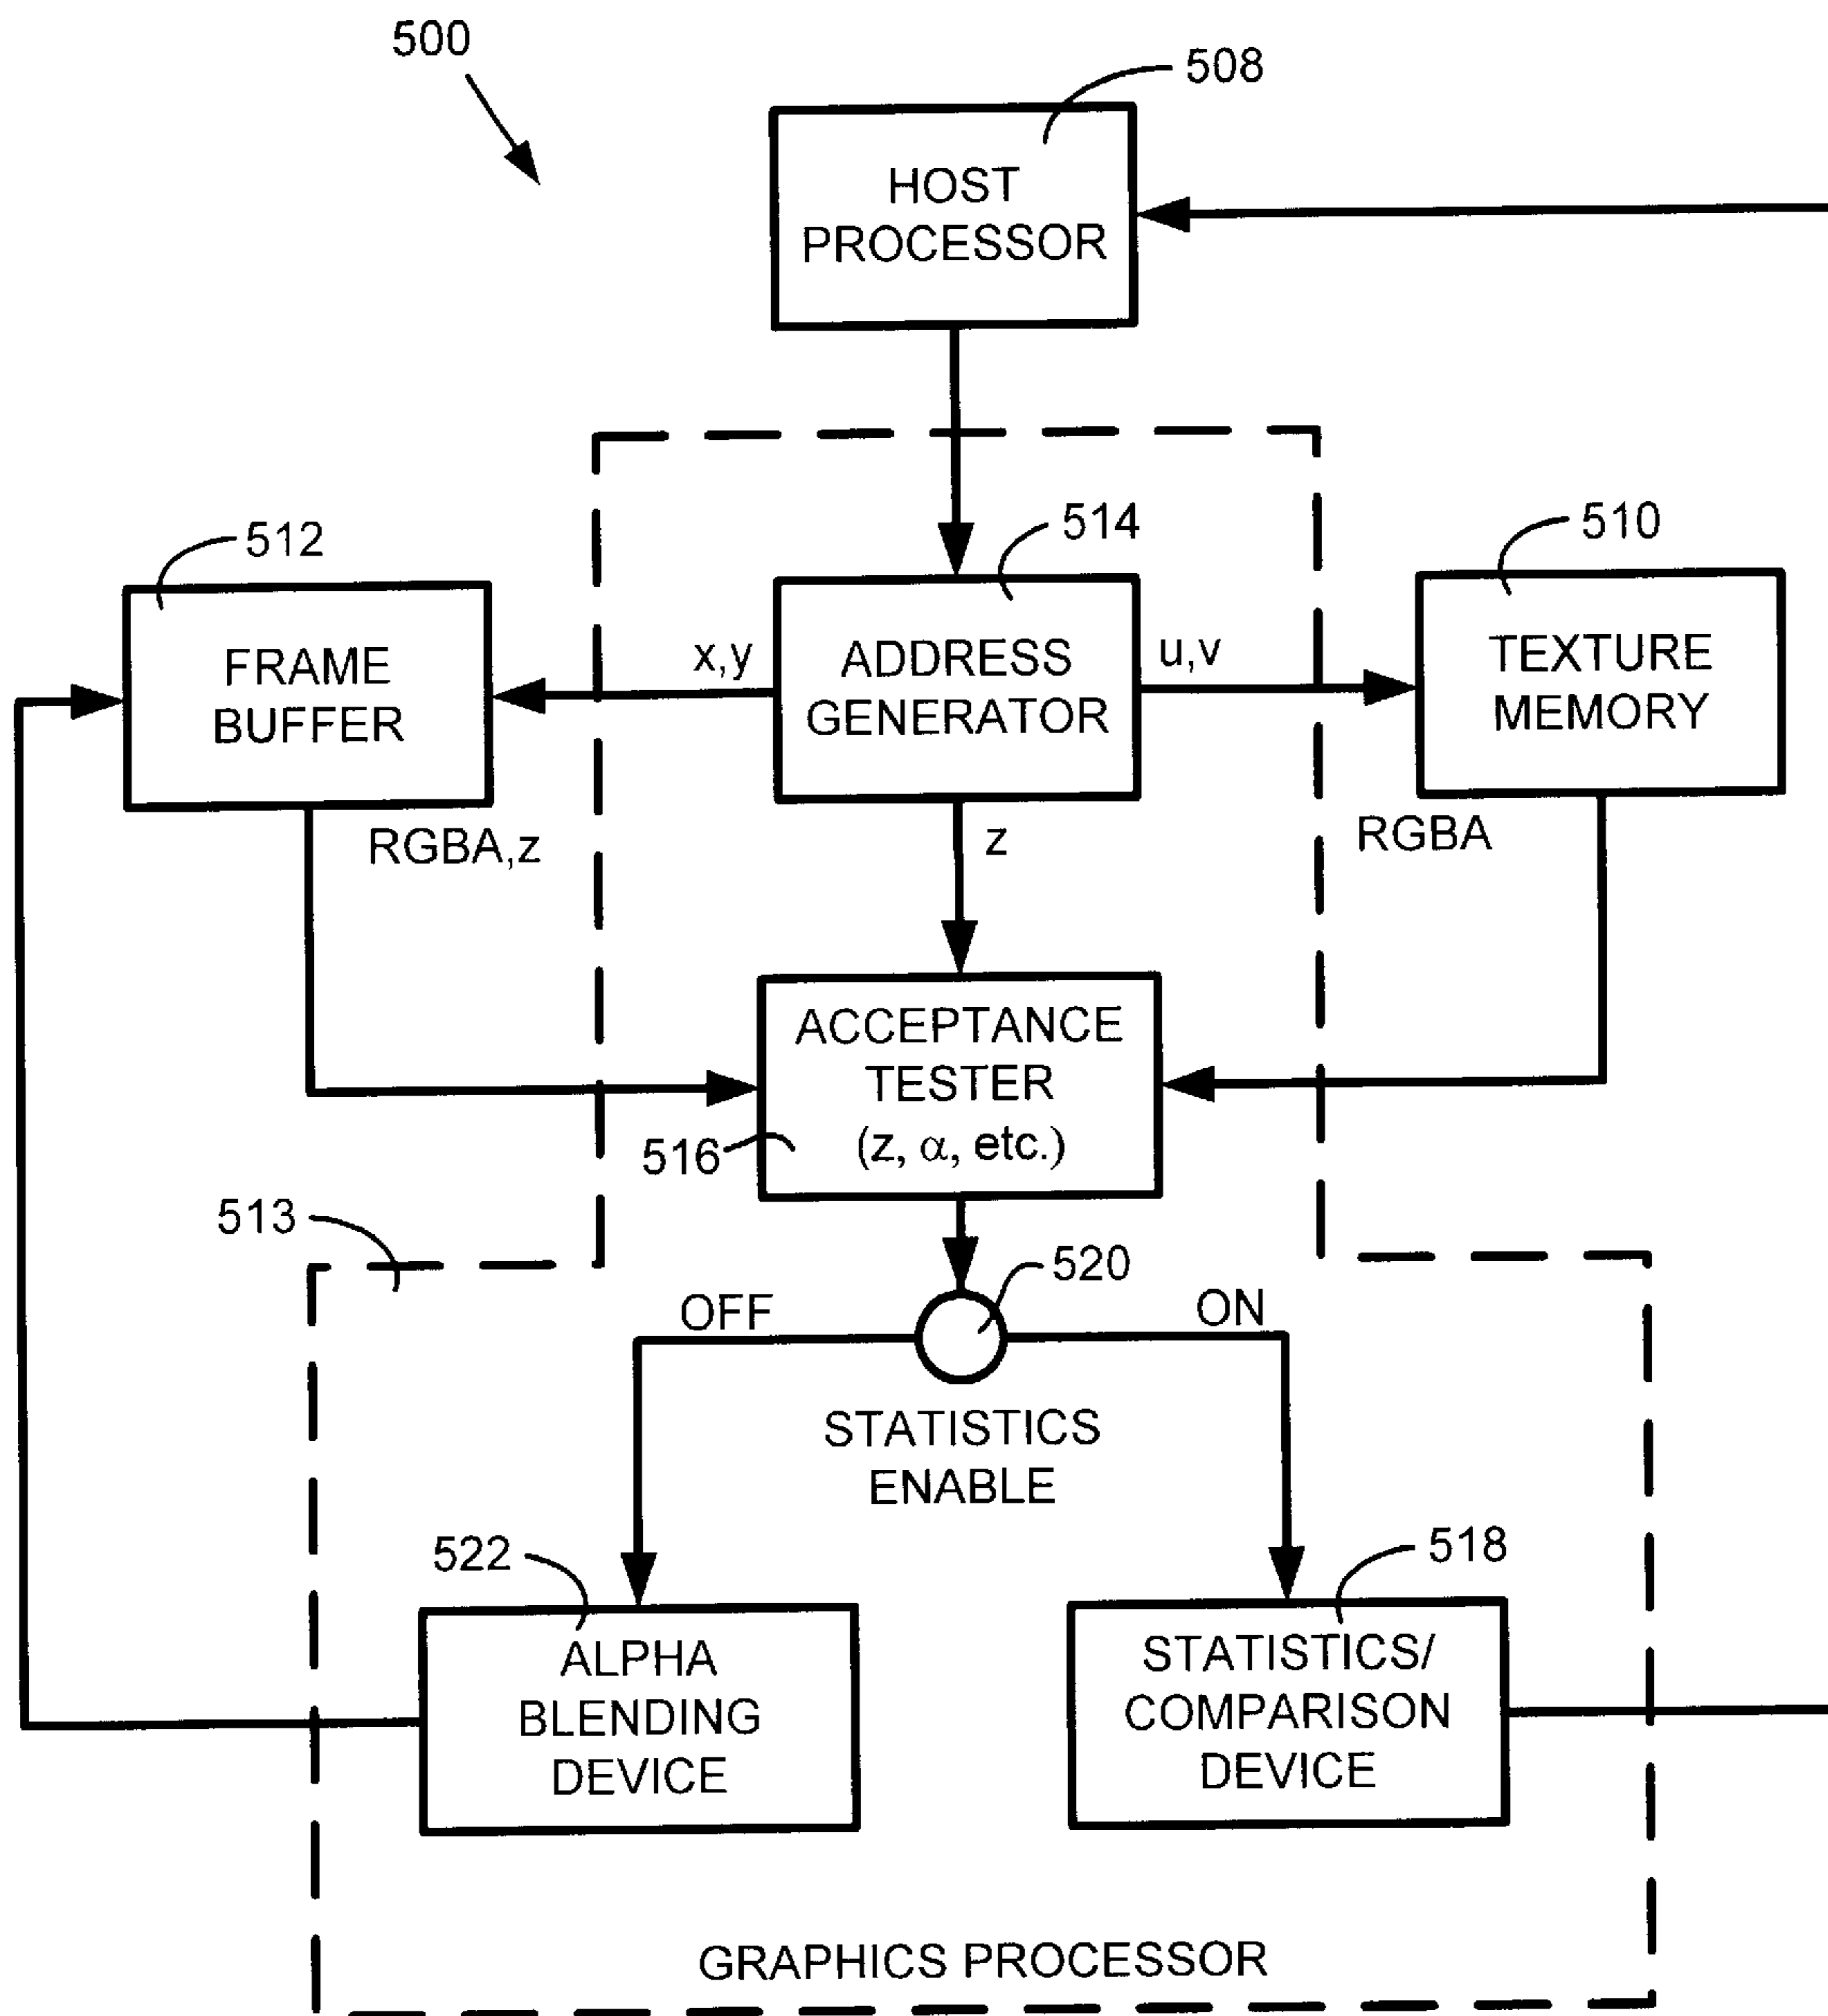 500
508
HOST
PROCESSOR
512
514
510
FRAME
BUFFER
x,y
ADDRESS
GENERATOR
u,v
TEXTURE
MEMORY
RGBA,z
z
RGBA
ACCEPTANCE
TESTER
(z, α, etc.)
516
513
520
OFF
ON
STATISTICS
ENABLE
522
518
ALPHA
BLENDING
DEVICE
STATISTICS/
COMPARISON
DEVICE
GRAPHICS PROCESSOR